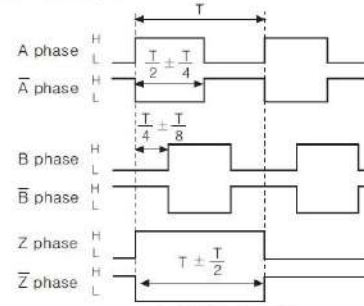 T
A phase H
L
T/2 ± T/4
A̅ phase H
L
T/4 ± T/8
B phase H
L
B̅ phase H
L
Z phase H
L
T ± T/2
Z̅ phase H
L